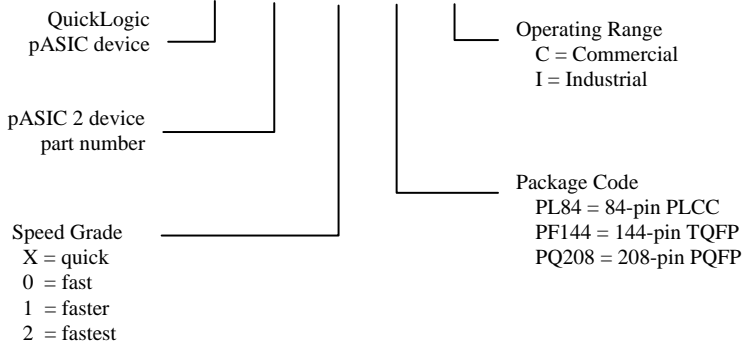 QuickLogic
pASIC device
pASIC 2 device
part number
Speed Grade
X = quick
0 = fast
1 = faster
2 = fastest
Operating Range
C = Commercial
I = Industrial
Package Code
PL84 = 84-pin PLCC
PF144 = 144-pin TQFP
PQ208 = 208-pin PQFP